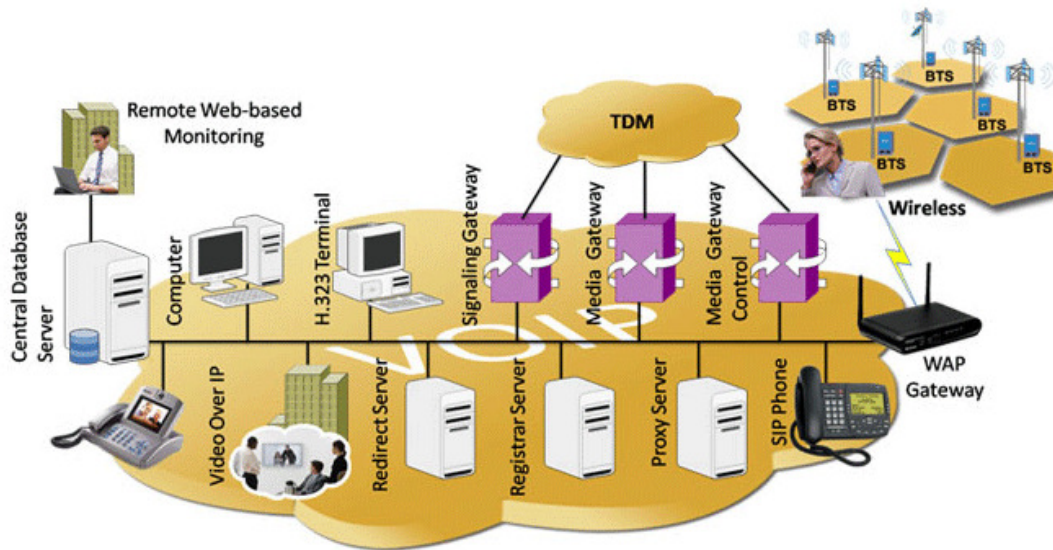 Remote Web-based
Monitoring
TDM
BTS
BTS
BTS
BTS
BTS
Wireless
Central Database
Server
Computer
H.323 Terminal
Signaling Gateway
Media Gateway
Media Gateway
Control
VOIP
WAP
Gateway
Video Over IP
Redirect Server
Registrar Server
Proxy Server
SIP Phone